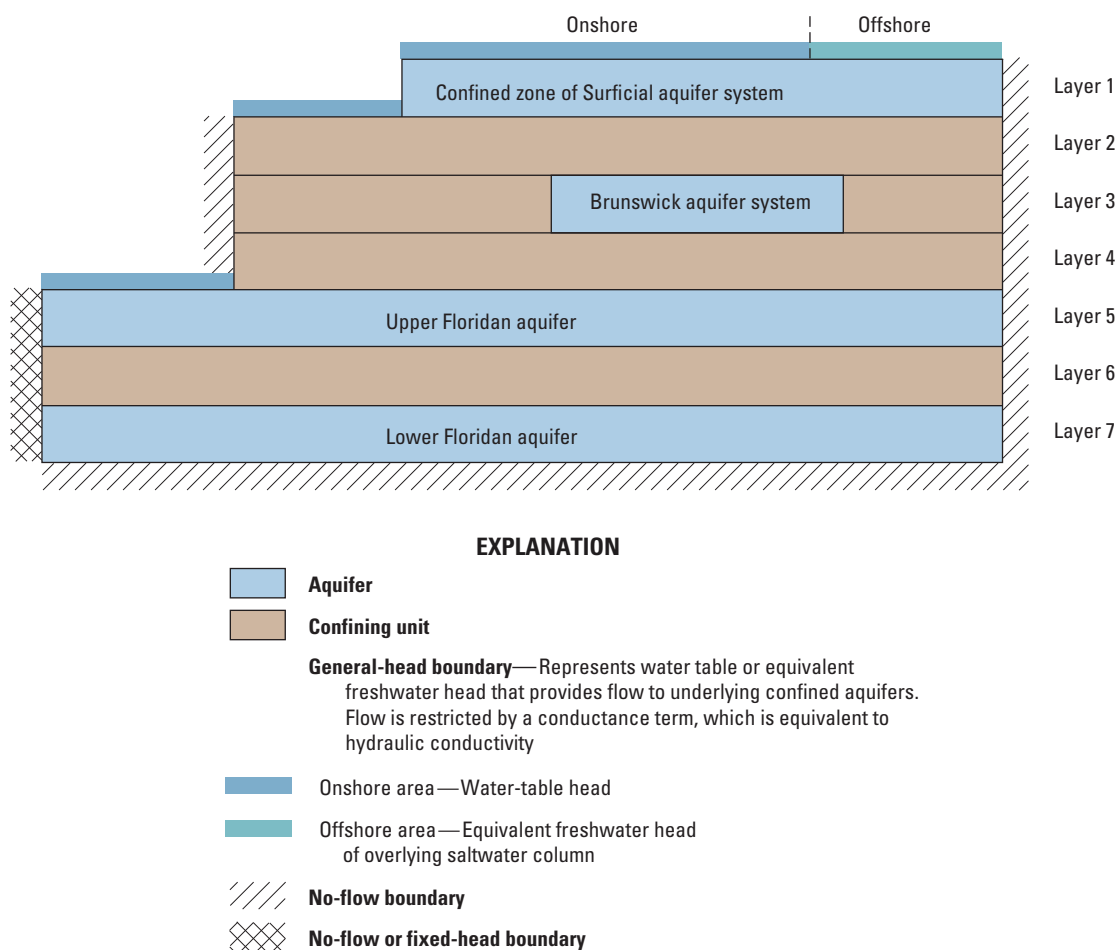 Onshore
Offshore
Confined zone of Surficial aquifer system
Layer 1
Layer 2
Brunswick aquifer system
Layer 3
Layer 4
Upper Floridan aquifer
Layer 5
Layer 6
Lower Floridan aquifer
Layer 7
EXPLANATION
Aquifer
Confining unit
General-head boundary—Represents water table or equivalent
freshwater head that provides flow to underlying confined aquifers.
Flow is restricted by a conductance term, which is equivalent to
hydraulic conductivity
Onshore area—Water-table head
Offshore area—Equivalent freshwater head
of overlying saltwater column
No-flow boundary
No-flow or fixed-head boundary